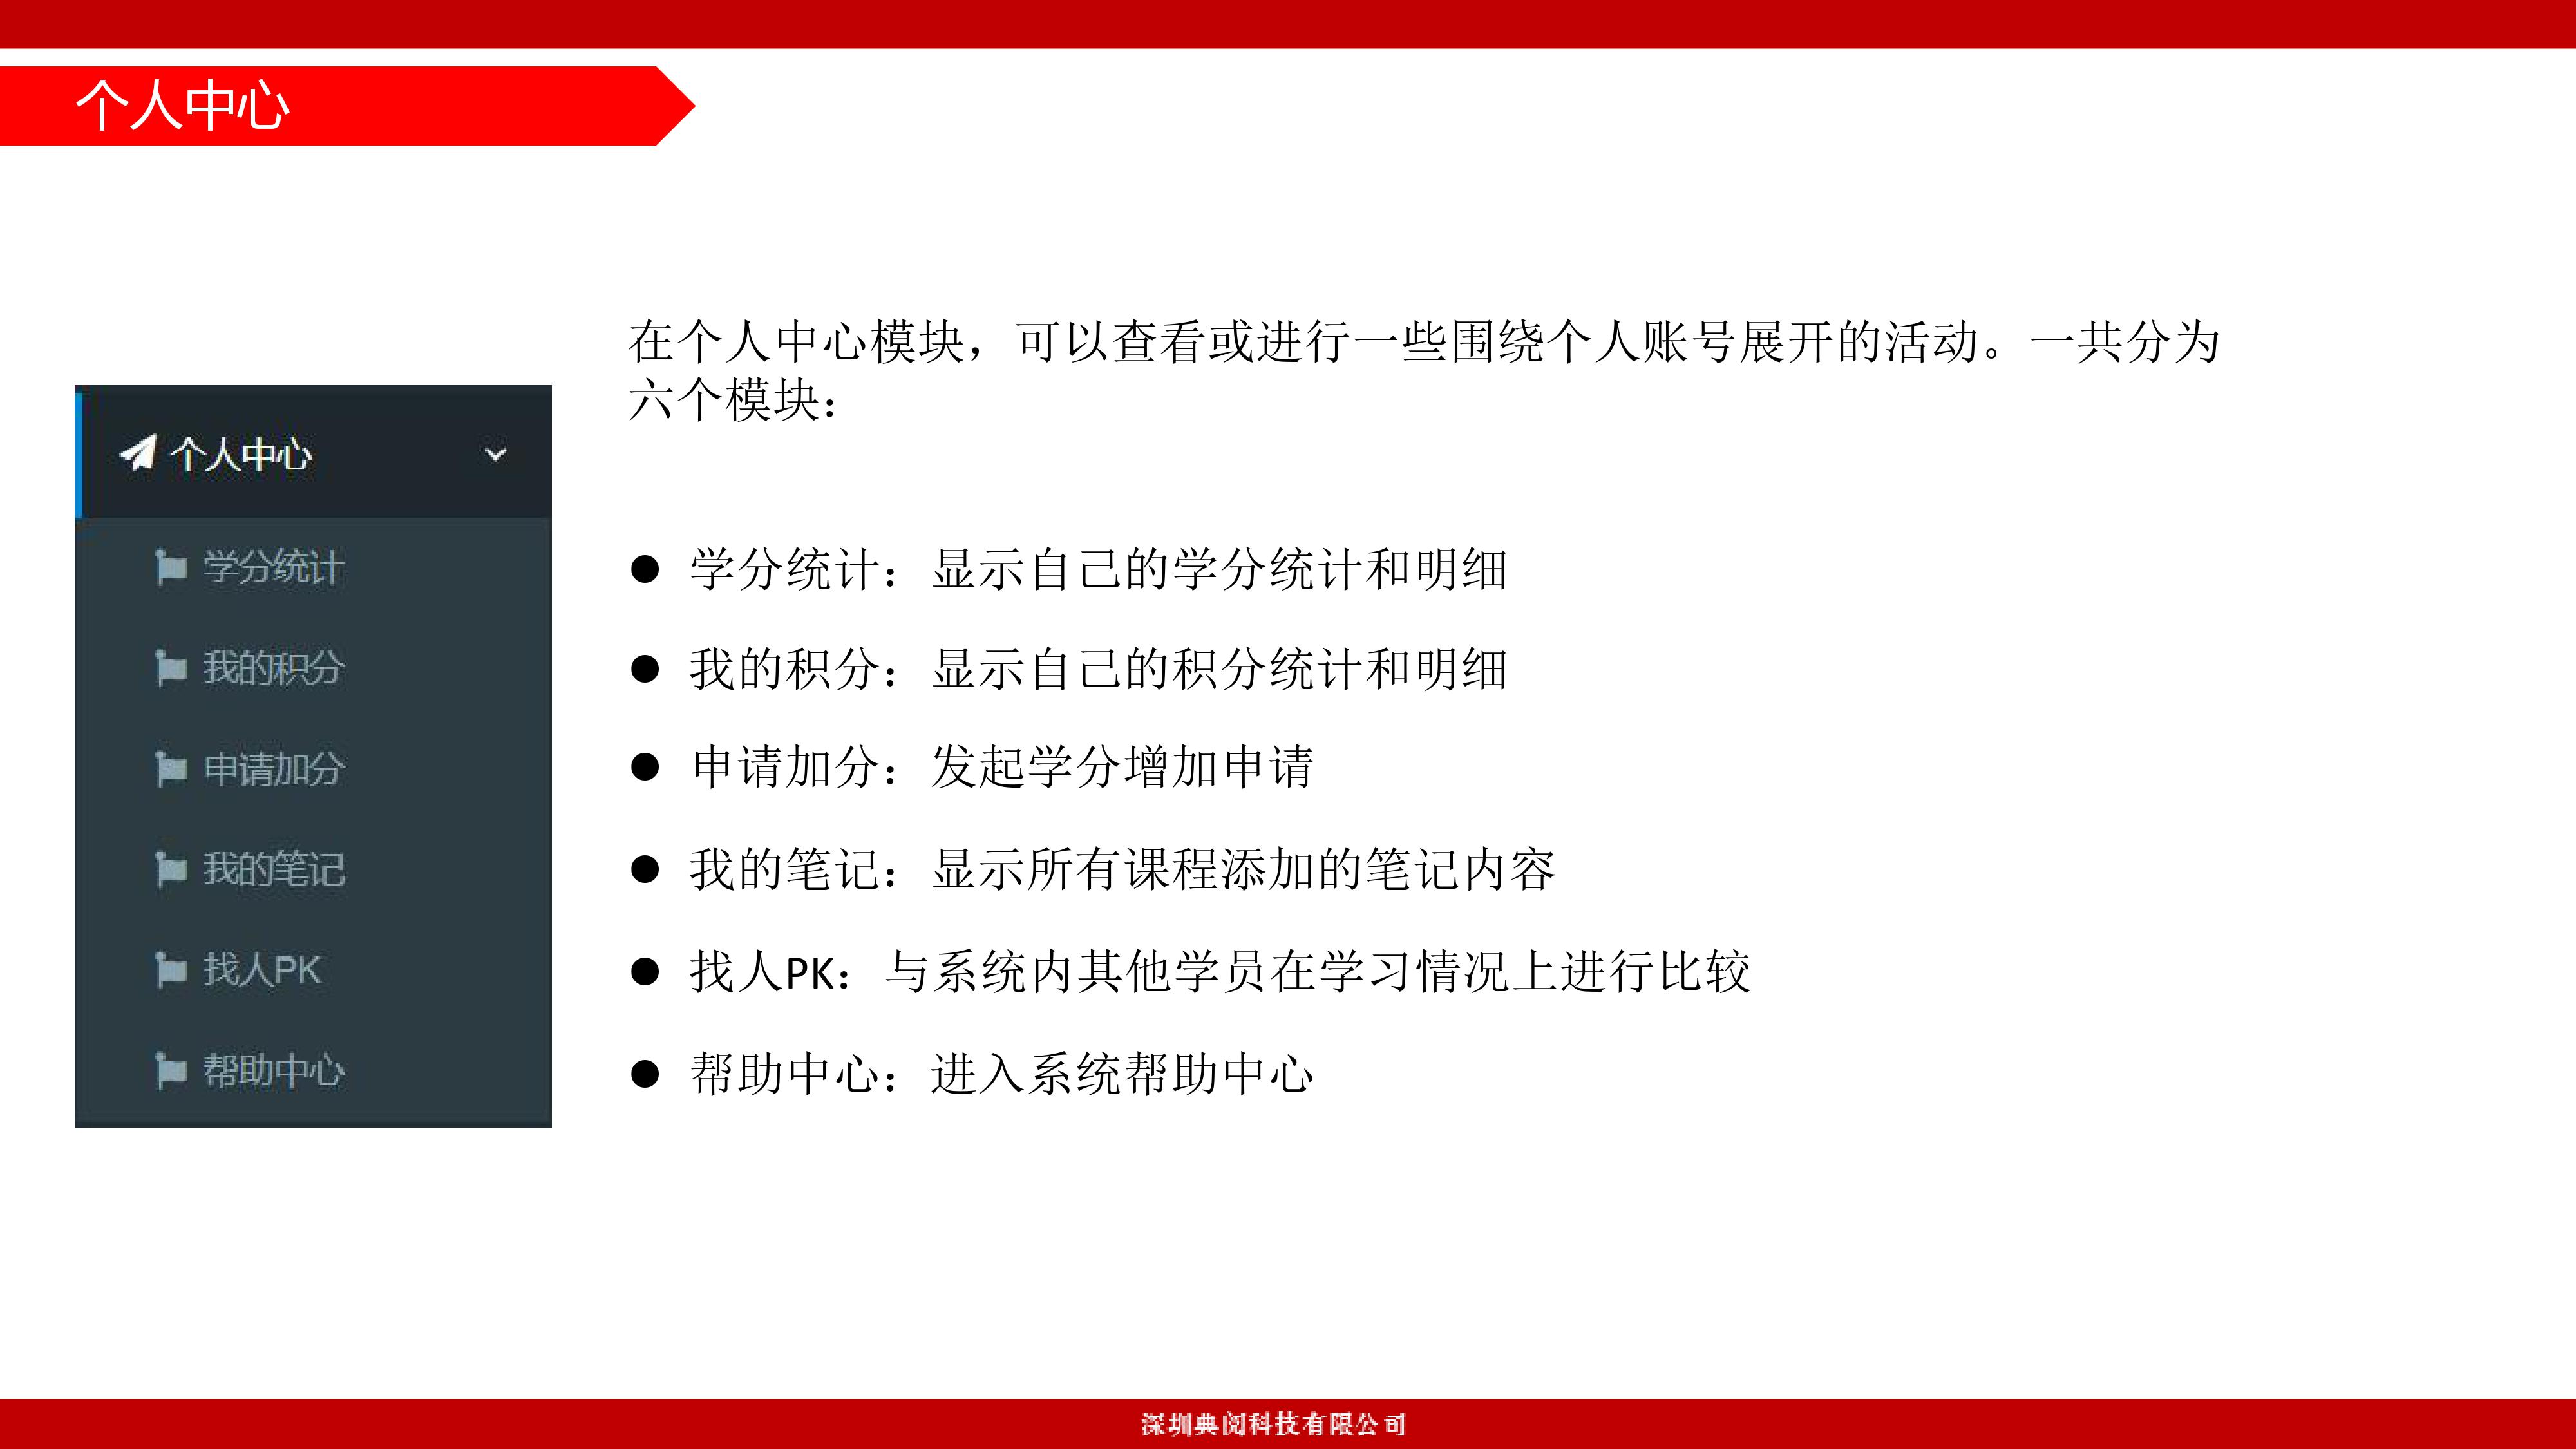 个人中心
在个人中心模块，可以查看或进行一些围绕个人账号展开的活动。一共分为
六个模块：
个人中心
学分统计
我的积分
申请加分
我的笔记
找人PK
帮助中心
● 学分统计：显示自己的学分统计和明细
● 我的积分：显示自己的积分统计和明细
● 申请加分：发起学分增加申请
● 我的笔记：显示所有课程添加的笔记内容
● 找人PK：与系统内其他学员在学习情况上进行比较
● 帮助中心：进入系统帮助中心
深圳典阅科技有限公司